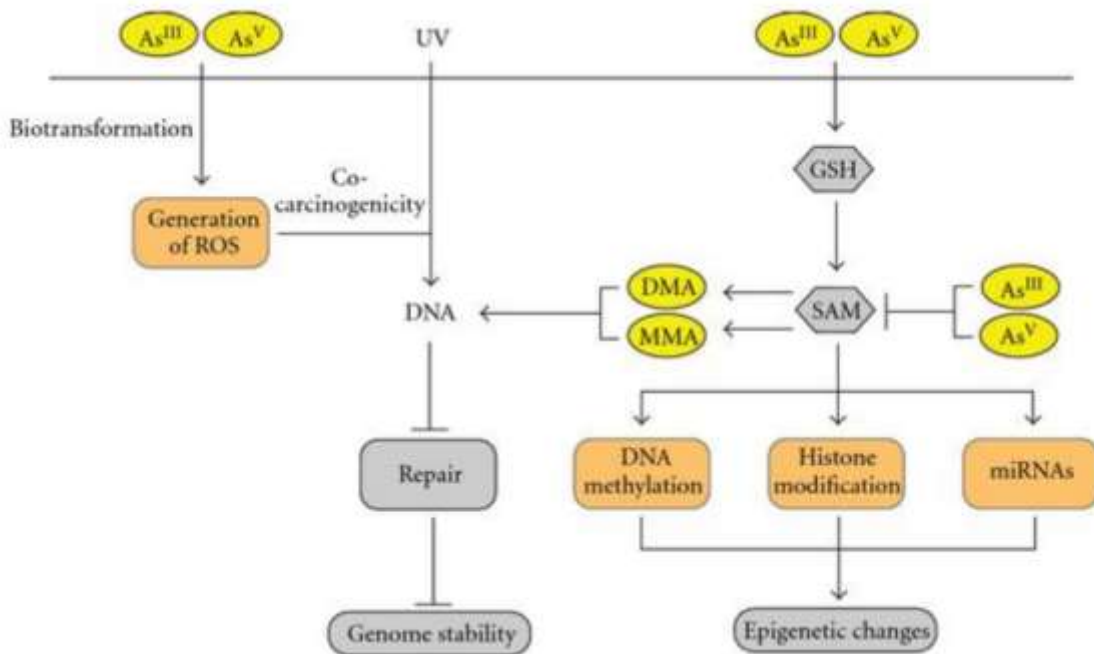 As^III As^V UV As^III As^V
Biotransformation
GSH
Co-
carcinogenicity
Generation
of ROS
DMA
As^III
DNA
SAM
MMA
As^V
DNA
methylation
Histone
modification
miRNAs
Repair
Genome stability
Epigenetic changes